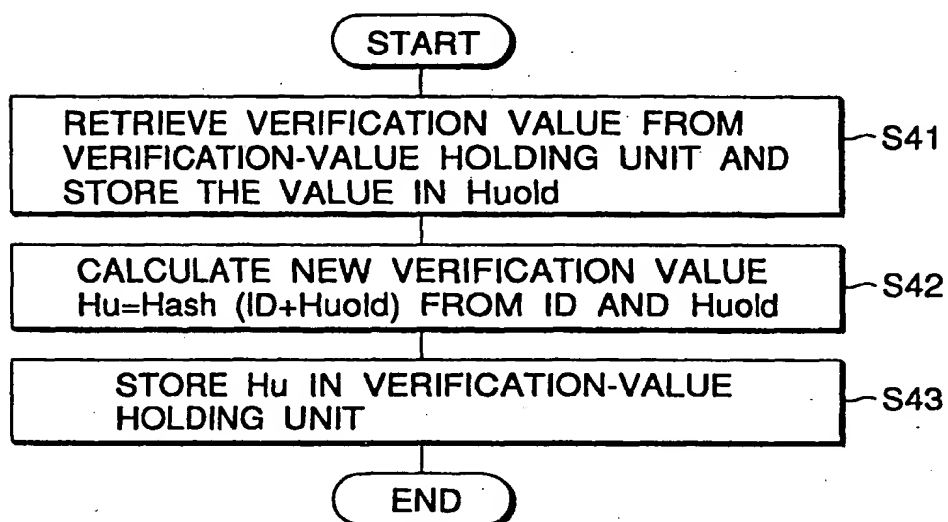 START
RETRIEVE VERIFICATION VALUE FROM
VERIFICATION-VALUE HOLDING UNIT AND
STORE THE VALUE IN Huold
S41
CALCULATE NEW VERIFICATION VALUE
Hu=Hash (ID+Huold) FROM ID AND Huold
S42
STORE Hu IN VERIFICATION-VALUE
HOLDING UNIT
S43
END